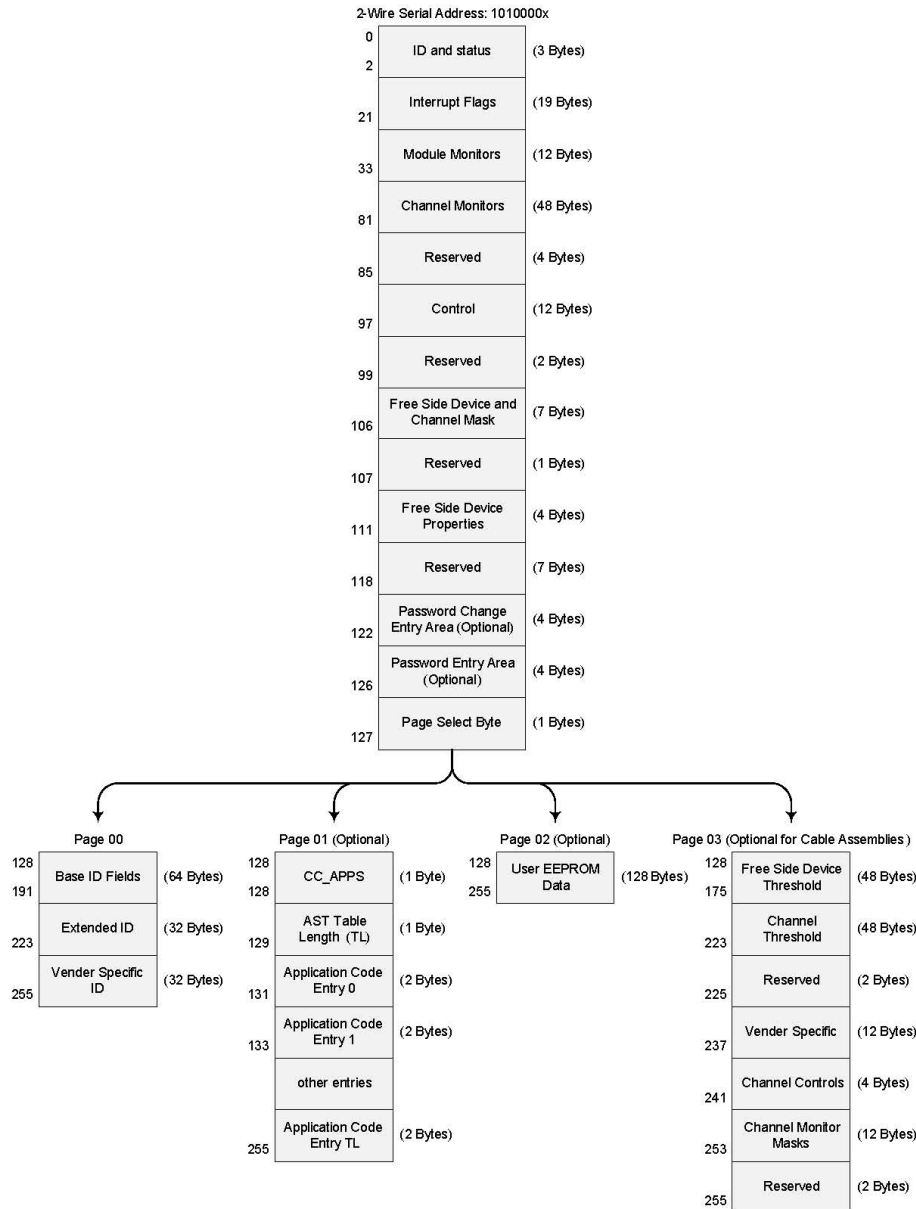 2-Wire Serial Address: 1010000x
0
ID and status
(3 Bytes)
2
Interrupt Flags
(19 Bytes)
21
Module Monitors
(12 Bytes)
33
Channel Monitors
(48 Bytes)
81
Reserved
(4 Bytes)
85
Control
(12 Bytes)
97
Reserved
(2 Bytes)
99
Free Side Device and
Channel Mask
(7 Bytes)
106
Reserved
(1 Bytes)
107
Free Side Device
Properties
(4 Bytes)
111
Reserved
(7 Bytes)
118
Password Change
Entry Area (Optional)
(4 Bytes)
122
Password Entry Area
(Optional)
(4 Bytes)
126
Page Select Byte
(1 Bytes)
127
Page 00
128
Base ID Fields
(64 Bytes)
191
Extended ID
(32 Bytes)
223
Vender Specific
ID
(32 Bytes)
255
Page 01 (Optional)
128
CC_APPS
(1 Byte)
128
AST Table
Length (TL)
(1 Byte)
129
Application Code
Entry 0
(2 Bytes)
131
Application Code
Entry 1
(2 Bytes)
133
other entries
Application Code
Entry TL
(2 Bytes)
255
Page 02 (Optional)
128
User EEPROM
Data
(128 Bytes)
255
Page 03 (Optional for Cable Assemblies )
128
Free Side Device
Threshold
(48 Bytes)
175
Channel
Threshold
(48 Bytes)
223
Reserved
(2 Bytes)
225
Vender Specific
(12 Bytes)
237
Channel Controls
(4 Bytes)
241
Channel Monitor
Masks
(12 Bytes)
253
Reserved
(2 Bytes)
255